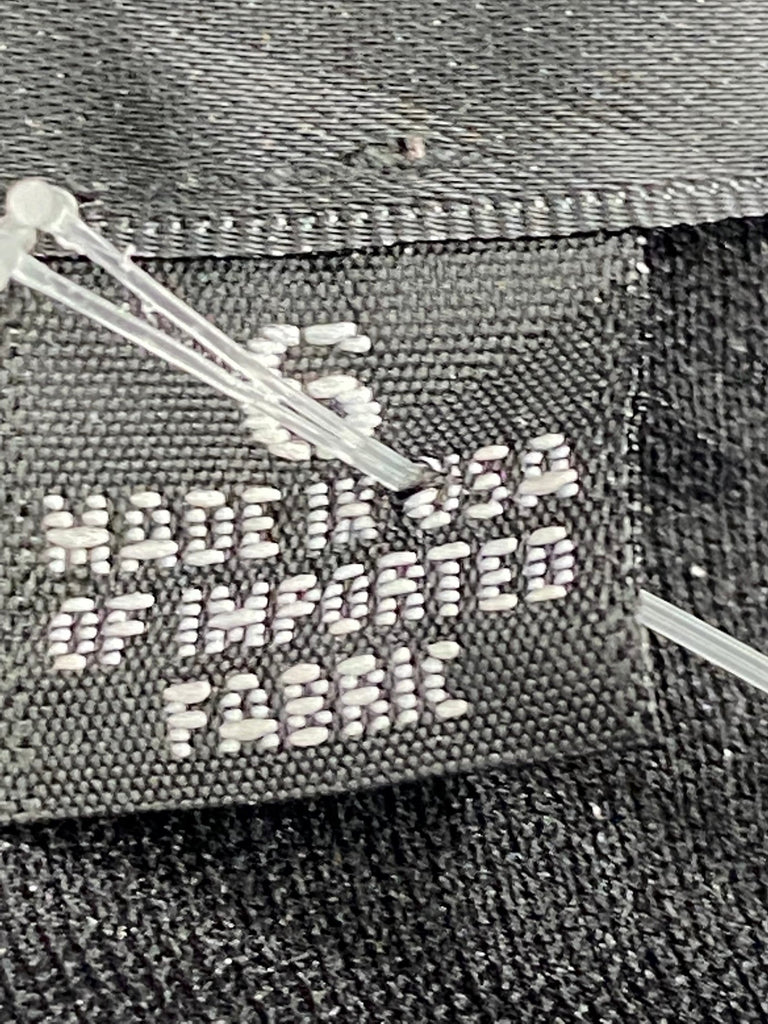 6
MADE IN USA
OF IMPORTED
FABRIC